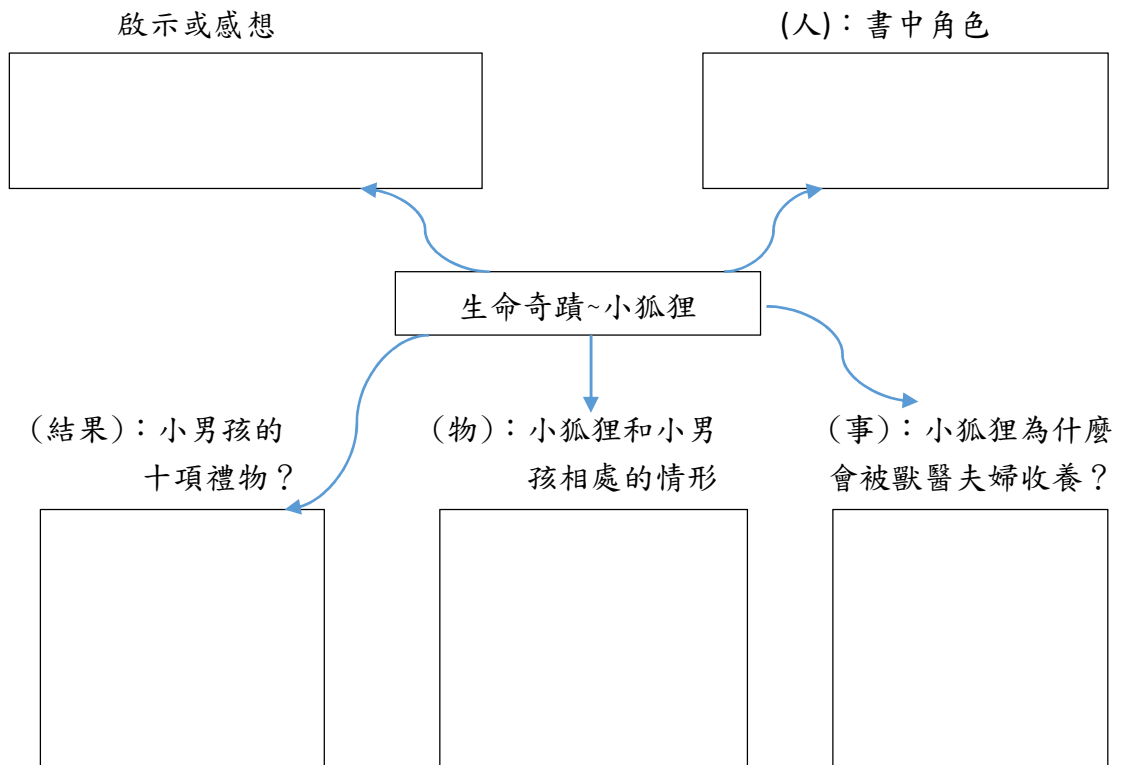 啟示或感想
(人)：書中角色
生命奇蹟~小狐狸
（結果）：小男孩的
十項禮物？
（物）：小狐狸和小男
孩相處的情形
（事）：小狐狸為什麼
會被獸醫夫婦收養？